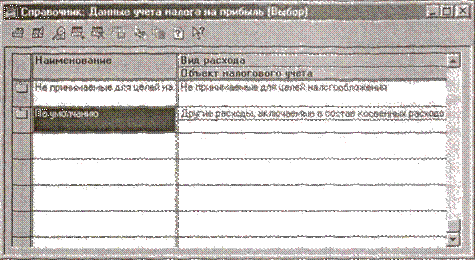 Справочник: Данные учета налога на прибыль (Выбор)
Наименование
Вид расхода
Объект налогового учета
Не принимаемые для целей на
Не принимаемые для целей налогообложения
По умолчанию
Другие расходы, включаемые в состав косвенных расходо